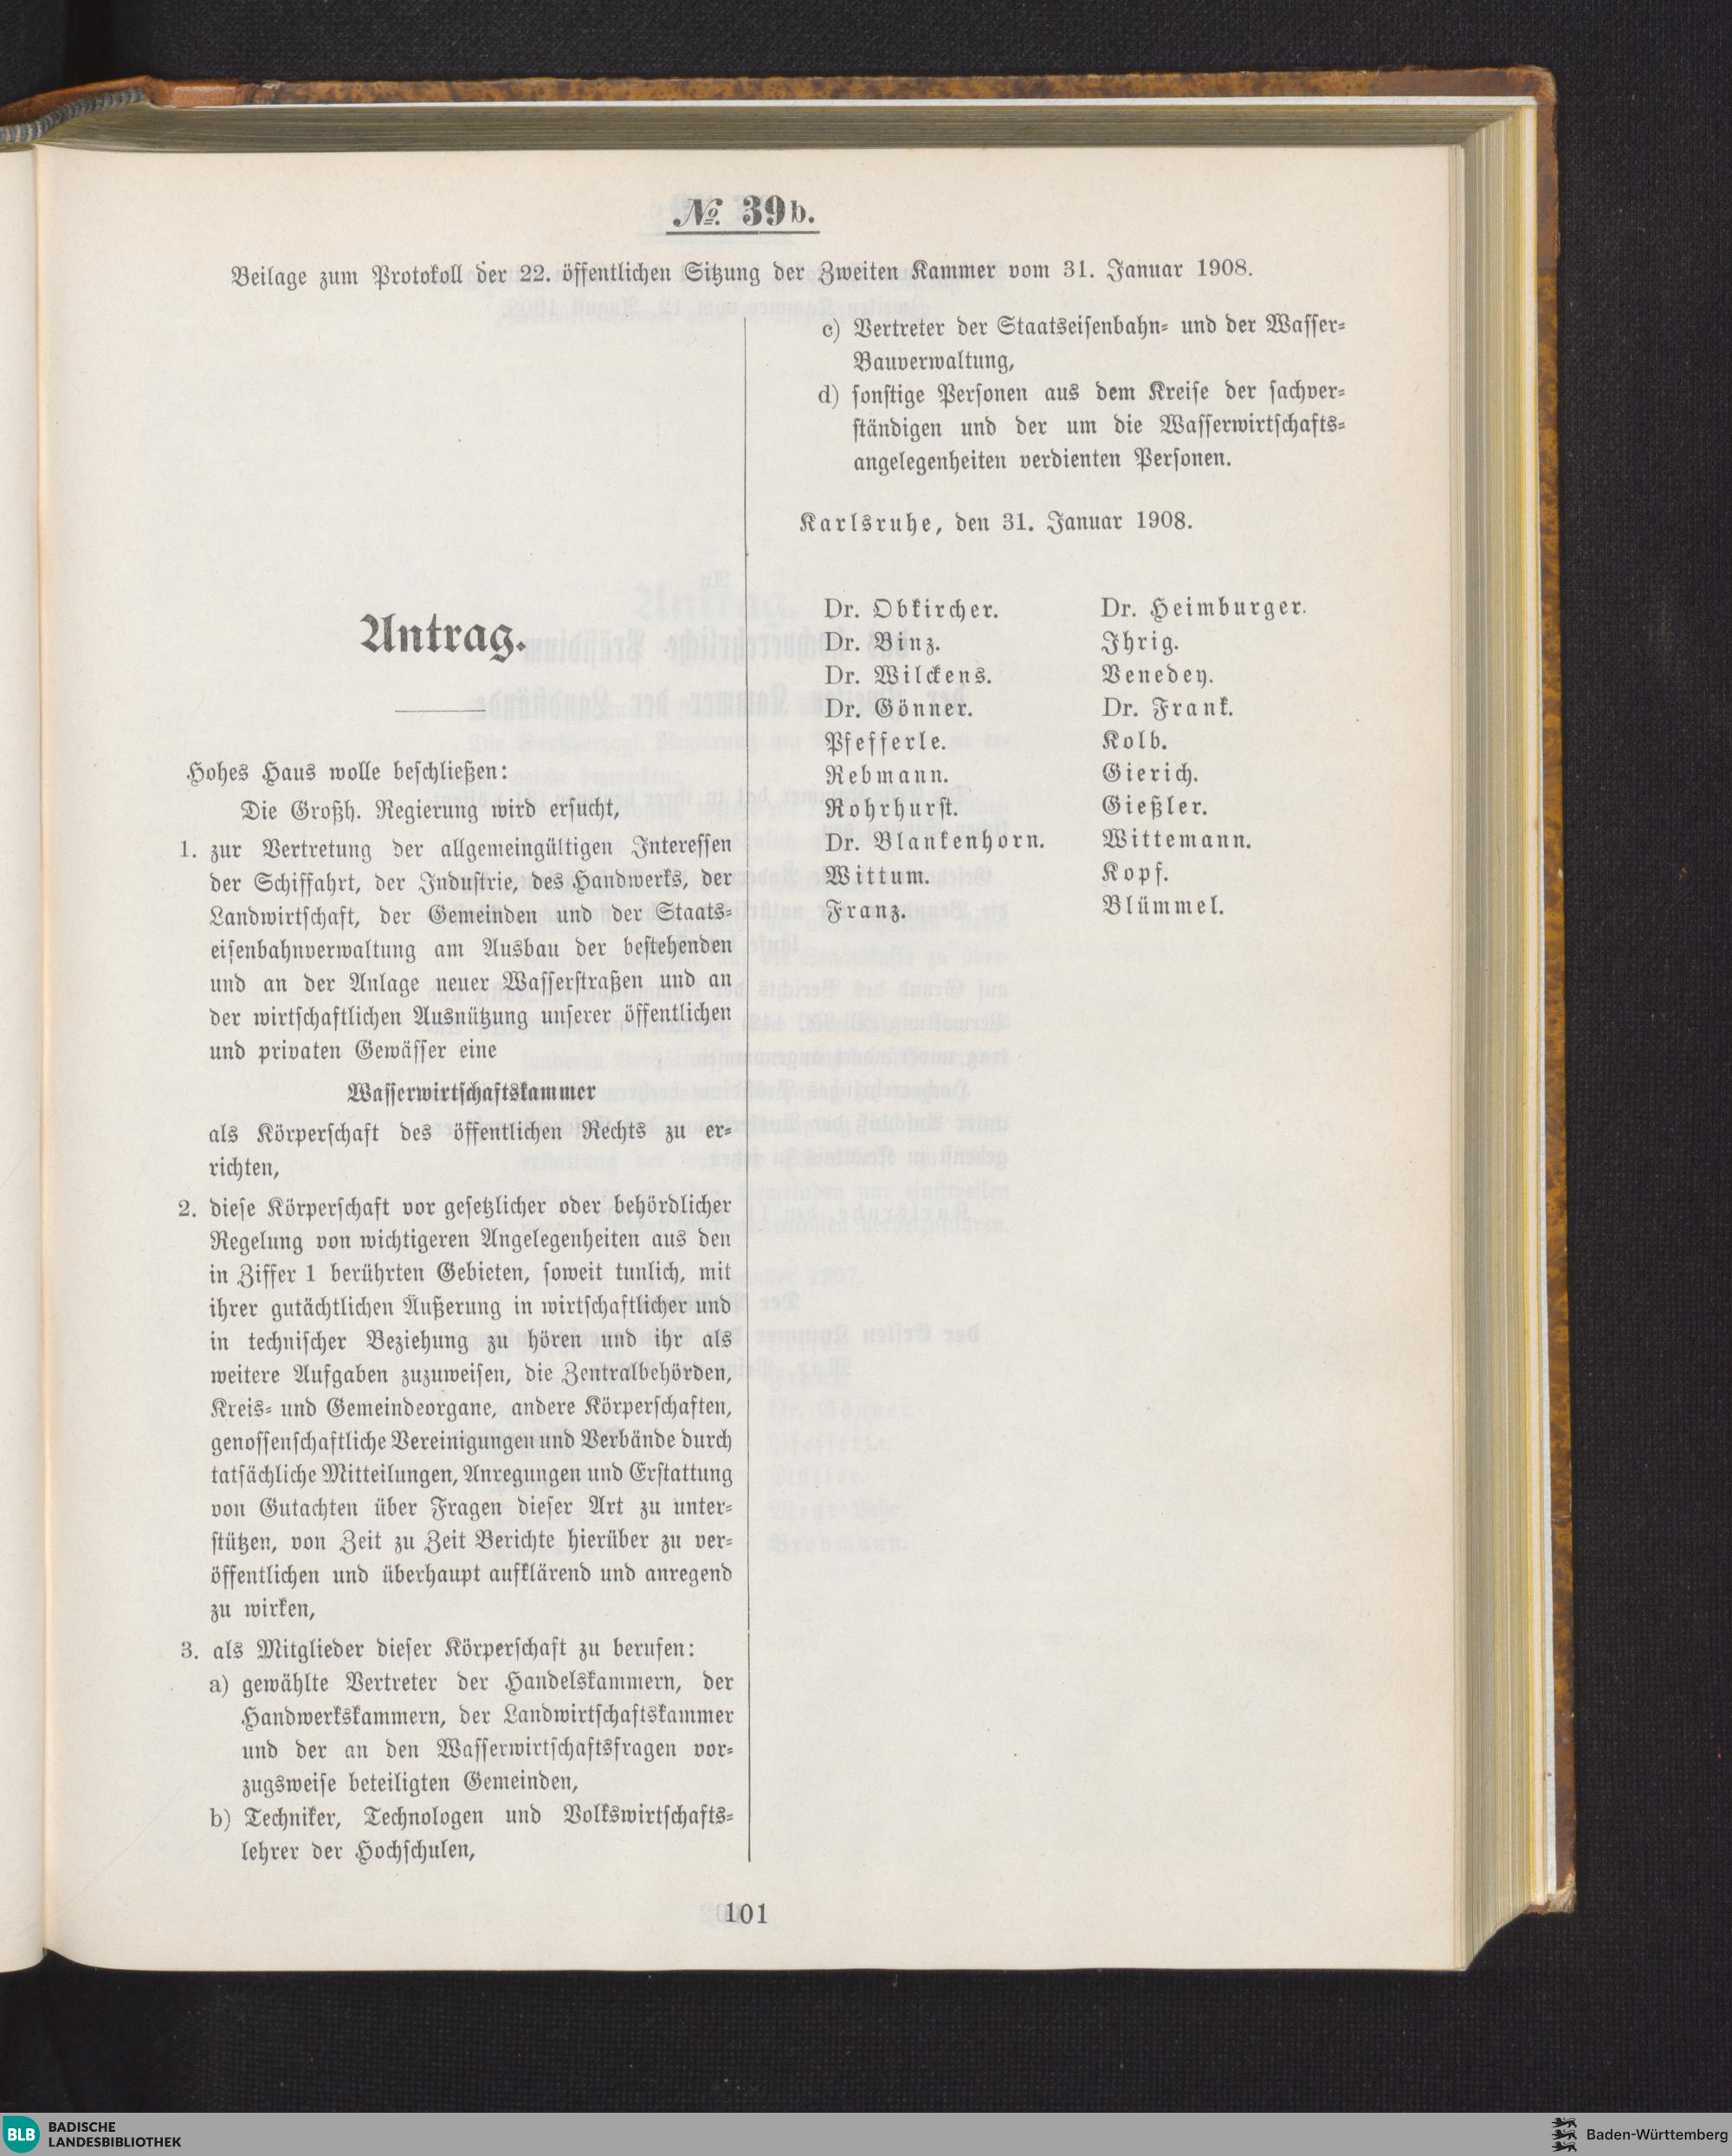 № 39b.
Beilage zum Protokoll der 22. öffentlichen Sitzung der Zweiten Kammer vom 31. Januar 1908.
Antrag.
Hohes Haus wolle beschließen:
Die Großh. Regierung wird ersucht,
1. zur Vertretung der allgemeingültigen Interessen
der Schiffahrt, der Industrie, des Handwerks, der
Landwirtschaft, der Gemeinden und der Staats-
eisenbahnverwaltung am Ausbau der bestehenden
und an der Anlage neuer Wasserstraßen und an
der wirtschaftlichen Ausnützung unserer öffentlichen
und privaten Gewässer eine
Wasserwirtschaftskammer
als Körperschaft des öffentlichen Rechts zu er-
richten,
2. diese Körperschaft vor gesetzlicher oder behördlicher
Regelung von wichtigeren Angelegenheiten aus den
in Ziffer 1 berührten Gebieten, soweit tunlich, mit
ihrer gutächtlichen Äußerung in wirtschaftlicher und
in technischer Beziehung zu hören und ihr als
weitere Aufgaben zuzuweisen, die Zentralbehörden,
Kreis- und Gemeindeorgane, andere Körperschaften,
genossenschaftliche Vereinigungen und Verbände durch
tatsächliche Mitteilungen, Anregungen und Erstattung
von Gutachten über Fragen dieser Art zu unter-
stützen, von Zeit zu Zeit Berichte hierüber zu ver-
öffentlichen und überhaupt aufklärend und anregend
zu wirken,
3. als Mitglieder dieser Körperschaft zu berufen:
a) gewählte Vertreter der Handelskammern, der
Handwerkskammern, der Landwirtschaftskammer
und der an den Wasserwirtschaftsfragen vor-
zugsweise beteiligten Gemeinden,
b) Techniker, Technologen und Volkswirtschafts-
lehrer der Hochschulen,
c) Vertreter der Staatseisenbahn- und der Wasser-
Bauverwaltung,
d) sonstige Personen aus dem Kreise der sachver-
ständigen und der um die Wasserwirtschafts-
angelegenheiten verdienten Personen.
Karlsruhe, den 31. Januar 1908.
Dr. Obkircher.
Dr. Binz.
Dr. Wilckens.
Dr. Gönner.
Pfefferle.
Rebmann.
Rohrhurst.
Dr. Blankenhorn.
Wittum.
Franz.
Dr. Heimburger.
Ihrig.
Venedey.
Dr. Frank.
Kolb.
Gierich.
Gießler.
Wittemann.
Kopf.
Blümmel.
101
BLB BADISCHE
LANDESBIBLIOTHEK
Baden-Württemberg